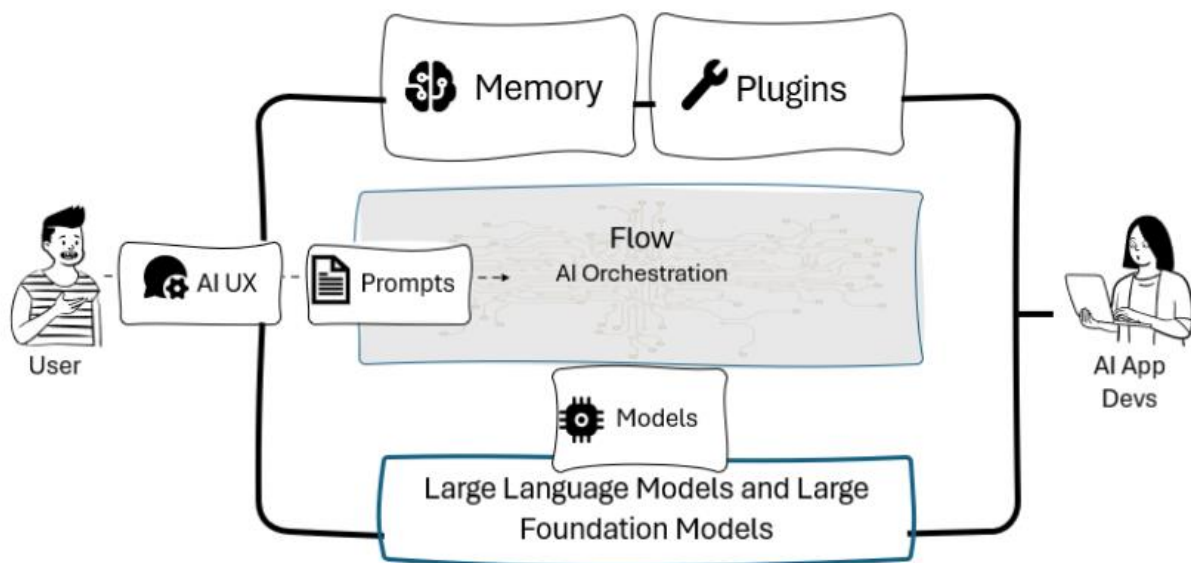 Memory
Plugins
Flow
AI Orchestration
AI UX
Prompts
User
AI App
Devs
Models
Large Language Models and Large
Foundation Models